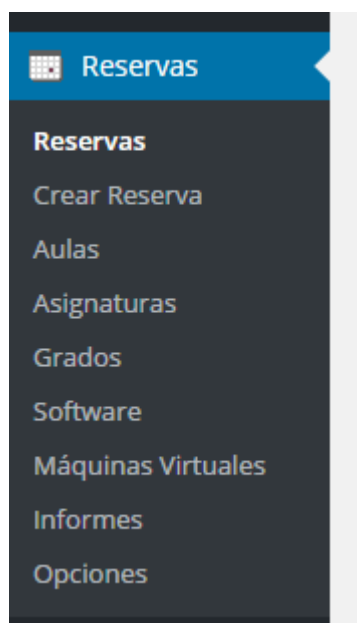 Reservas
Reservas
Crear Reserva
Aulas
Asignaturas
Grados
Software
Máquinas Virtuales
Informes
Opciones